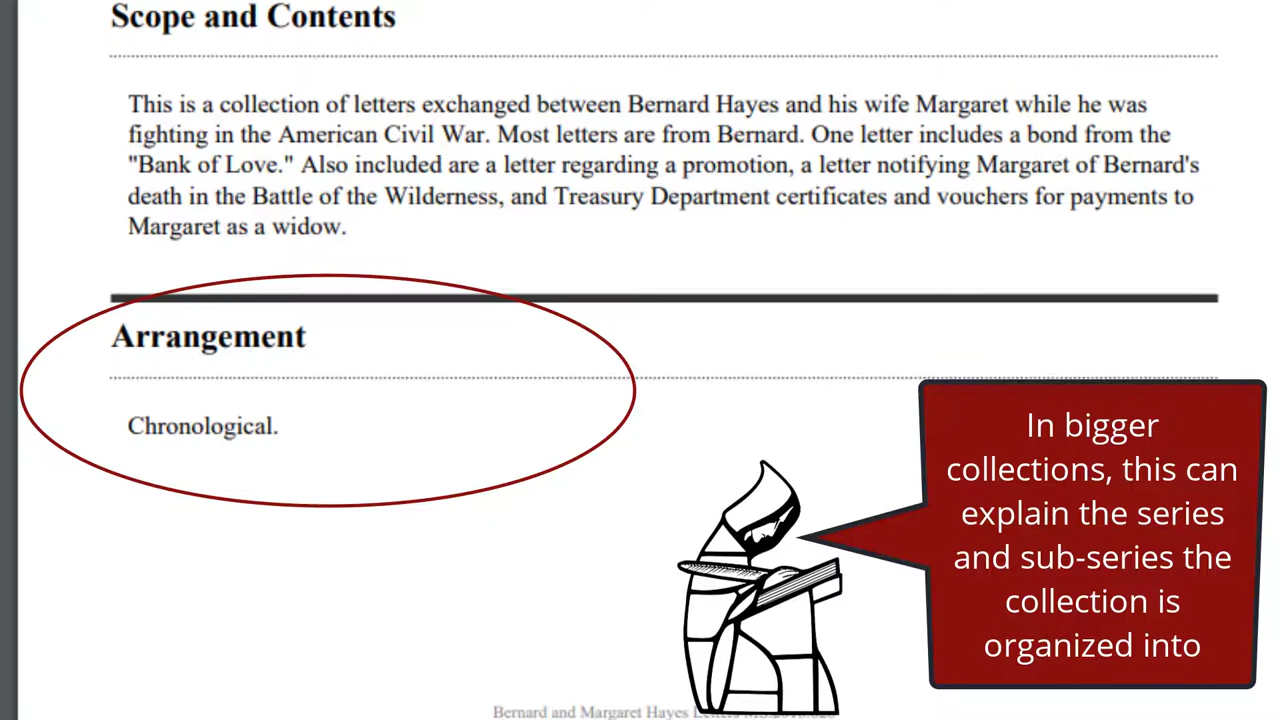 Scope and Contents
This is a collection of letters exchanged between Bernard Hayes and his wife Margaret while he was
fighting in the American Civil War. Most letters are from Bernard. One letter includes a bond from the
"Bank of Love." Also included are a letter regarding a promotion, a letter notifying Margaret of Bernard's
death in the Battle of the Wilderness, and Treasury Department certificates and vouchers for payments to
Margaret as a widow.
Arrangement
Chronological.
In bigger
collections, this can
explain the series
and sub-series the
collection is
organized into
Bernard and Margaret Hayes Letters